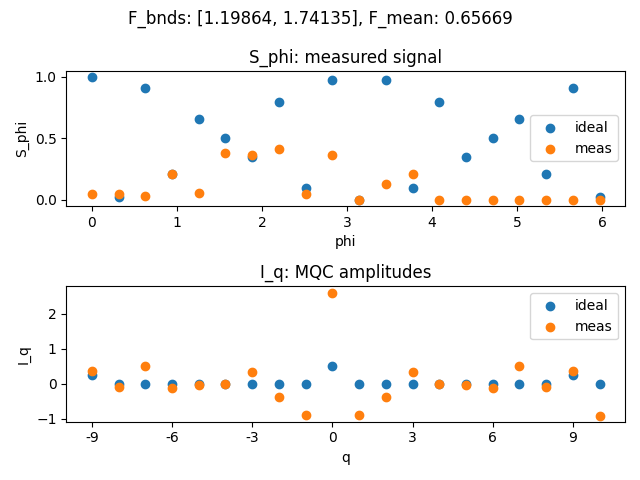 F_bnds: [1.19864, 1.74135], F_mean: 0.65669
S_phi: measured signal
1.0
0.5
0.0
S_phi
ideal
meas
0 1 2 3 4 5 6
phi
I_q: MQC amplitudes
2
1
0
−1
I_q
ideal
meas
-9 -6 -3 0 3 6 9
q